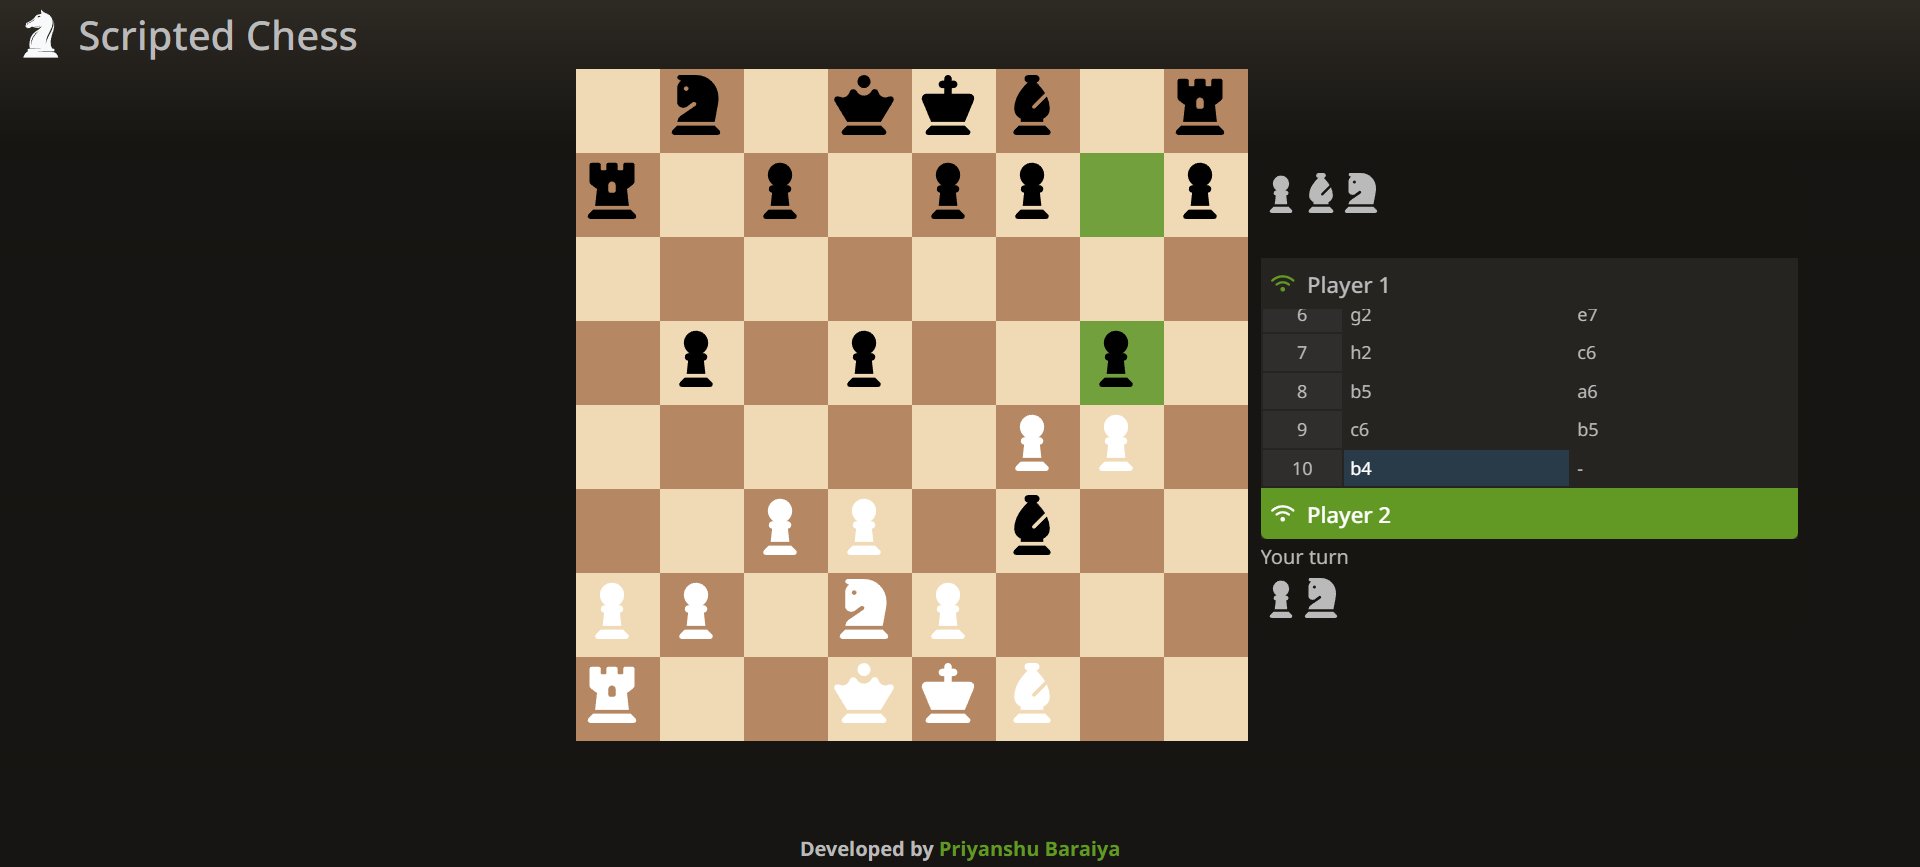 Scripted Chess
Player 1
6 g2 e7
7 h2 c6
8 b5 a6
9 c6 b5
10 b4 -
Player 2
Your turn
Developed by Priyanshu Baraiya